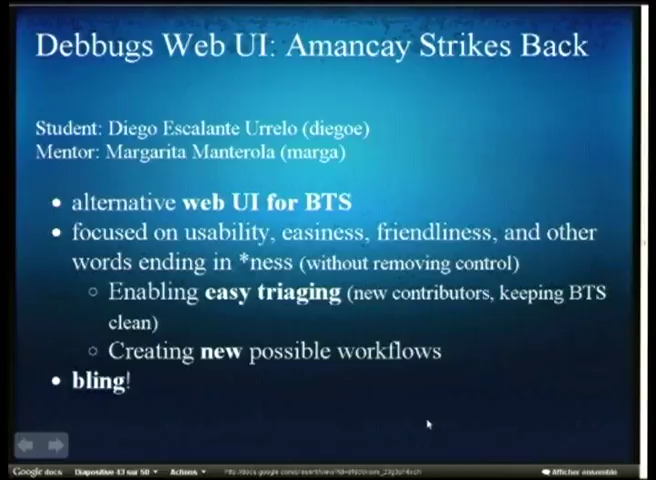 Debbugs Web UI: Amancay Strikes Back
Student: Diego Escalante Urrelo (diegoe)
Mentor: Margarita Manterola (marga)
• alternative web UI for BTS
• focused on usability, easiness, friendliness, and other
words ending in *ness (without removing control)
○ Enabling easy triaging (new contributors, keeping BTS
clean)
○ Creating new possible workflows
• bling!
Google docs Diapositive 43 sur 50 Actions Afficher ensemble